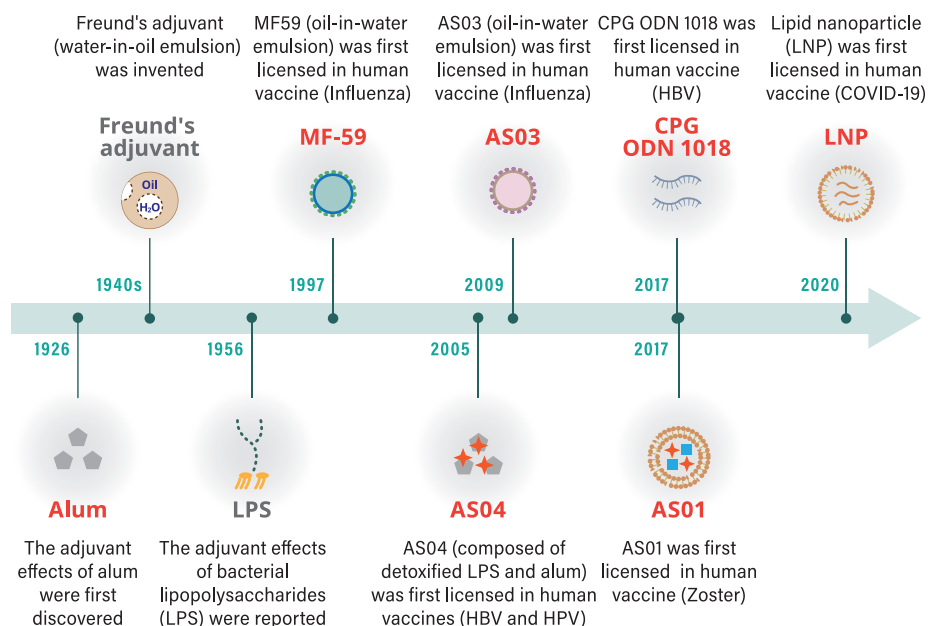 Freund's adjuvant
(water-in-oil emulsion)
was invented
MF59 (oil-in-water
emulsion) was first
licensed in human
vaccine (Influenza)
AS03 (oil-in-water
emulsion) was first
licensed in human
vaccine (Influenza)
CPG ODN 1018 was
first licensed in
human vaccine
(HBV)
Lipid nanoparticle
(LNP) was first
licensed in human
vaccine (COVID-19)
Freund's
adjuvant
MF-59
AS03
CPG
ODN 1018
LNP
Oil
H₂O
1940s
1997
2009
2017
2020
1926
1956
2005
2017
Alum
LPS
AS04
AS01
The adjuvant
effects of alum
were first
discovered
The adjuvant effects
of bacterial
lipopolysaccharides
(LPS) were reported
AS04 (composed of
detoxified LPS and alum)
was first licensed in human
vaccines (HBV and HPV)
AS01 was first
licensed in human
vaccine (Zoster)